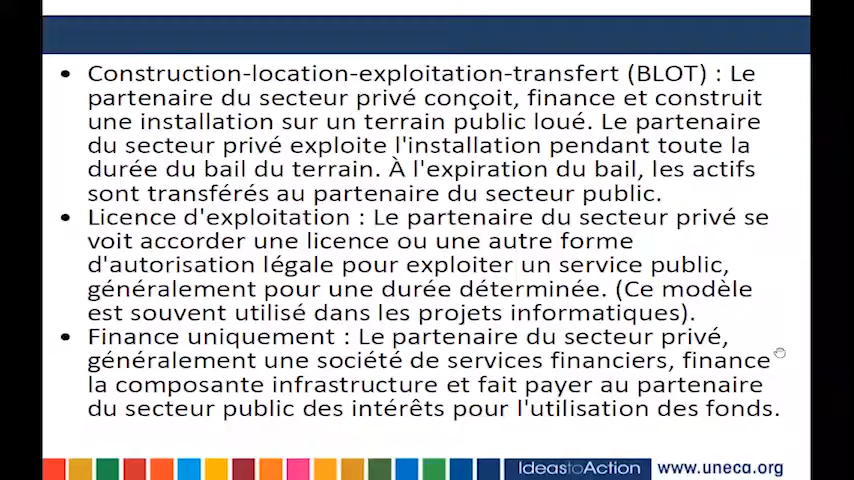 • Construction-location-exploitation-transfert (BLOT) : Le
partenaire du secteur privé conçoit, finance et construit
une installation sur un terrain public loué. Le partenaire
du secteur privé exploite l'installation pendant toute la
durée du bail du terrain. À l'expiration du bail, les actifs
sont transférés au partenaire du secteur public.
• Licence d'exploitation : Le partenaire du secteur privé se
voit accorder une licence ou une autre forme
d'autorisation légale pour exploiter un service public,
généralement pour une durée déterminée. (Ce modèle
est souvent utilisé dans les projets informatiques).
• Finance uniquement : Le partenaire du secteur privé,
généralement une société de services financiers, finance
la composante infrastructure et fait payer au partenaire
du secteur public des intérêts pour l'utilisation des fonds.
IdeastoAction www.uneca.org